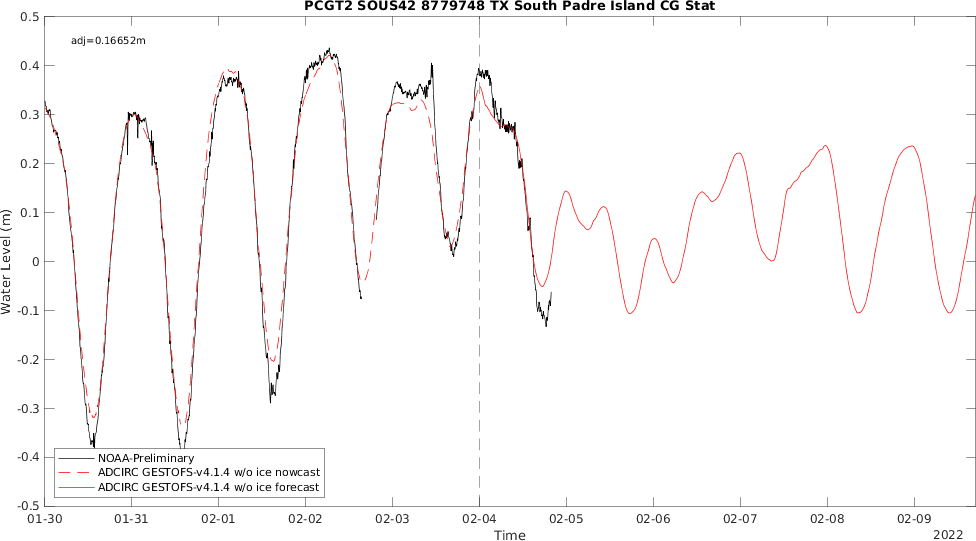 PCGT2 SOUS42 8779748 TX South Padre Island CG Stat
adj=0.16652m
0.5
0.4
0.3
0.2
0.1
0
-0.1
-0.2
-0.3
-0.4
-0.5
Water Level (m)
NOAA-Preliminary
ADCIRC GESTOFS-v4.1.4 w/o ice nowcast
ADCIRC GESTOFS-v4.1.4 w/o ice forecast
01-30 01-31 02-01 02-02 02-03 02-04 02-05 02-06 02-07 02-08 02-09
Time
2022